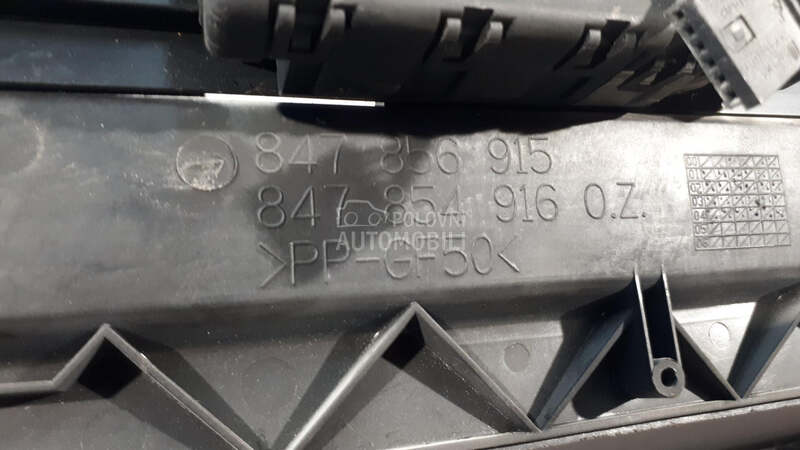 847 856 915
847 854 916 O.Z.
POLOVNI
AUTOMOBILI
>PP-GF50<